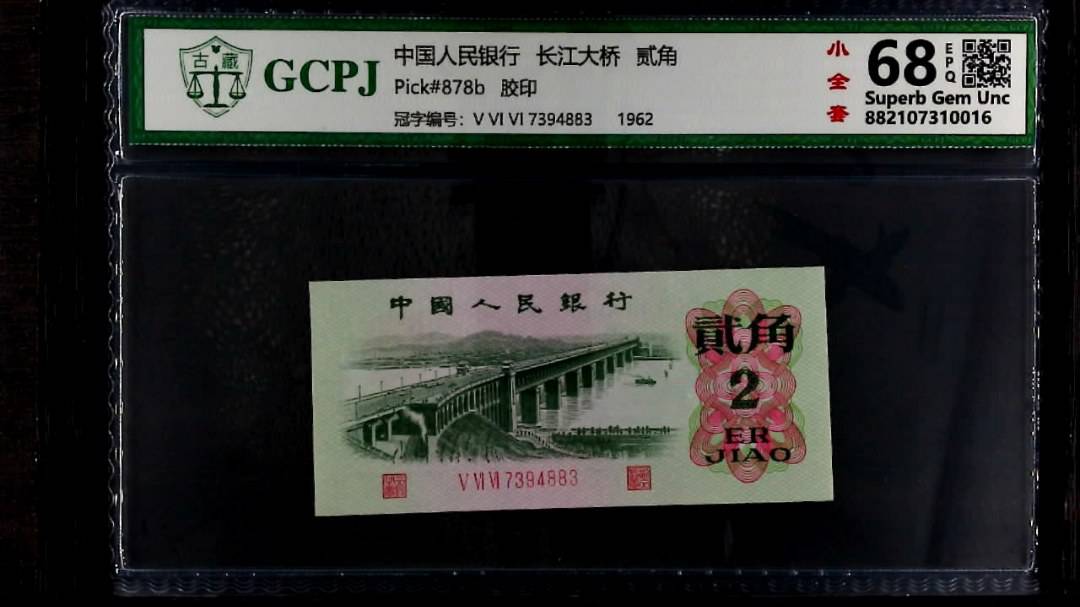 古藏
GCPJ
中国人民银行 长江大桥 贰角
Pick#878b 胶印
冠字编号: V VI VI 7394883 1962
小全套
68
EPQ
Superb Gem Unc
882107310016
中國人民銀行
貳角
2
ER
JIAO
V VI VI 7394883